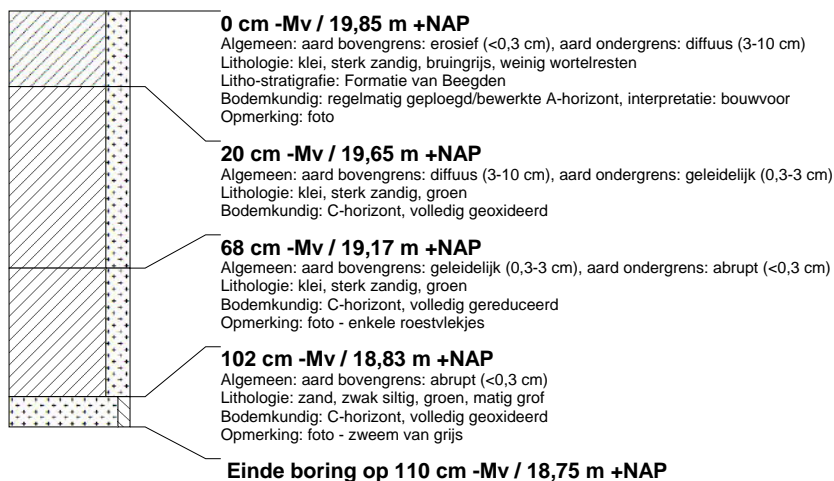 0 cm -Mv / 19,85 m +NAP
Algemeen: aard bovengrens: erosief (<0,3 cm), aard ondergrens: diffuus (3-10 cm)
Lithologie: klei, sterk zandig, bruingrijs, weinig wortelresten
Litho-stratigrafie: Formatie van Beegden
Bodemkundig: regelmatig geploegd/bewerkte A-horizont, interpretatie: bouwvoor
Opmerking: foto
20 cm -Mv / 19,65 m +NAP
Algemeen: aard bovengrens: diffuus (3-10 cm), aard ondergrens: geleidelijk (0,3-3 cm)
Lithologie: klei, sterk zandig, groen
Bodemkundig: C-horizont, volledig geoxideerd
68 cm -Mv / 19,17 m +NAP
Algemeen: aard bovengrens: geleidelijk (0,3-3 cm), aard ondergrens: abrupt (<0,3 cm)
Lithologie: klei, sterk zandig, groen
Bodemkundig: C-horizont, volledig gereduceerd
Opmerking: foto - enkele roestvlekjes
102 cm -Mv / 18,83 m +NAP
Algemeen: aard bovengrens: abrupt (<0,3 cm)
Lithologie: zand, zwak siltig, groen, matig grof
Bodemkundig: C-horizont, volledig geoxideerd
Opmerking: foto - zweem van grijs
Einde boring op 110 cm -Mv / 18,75 m +NAP